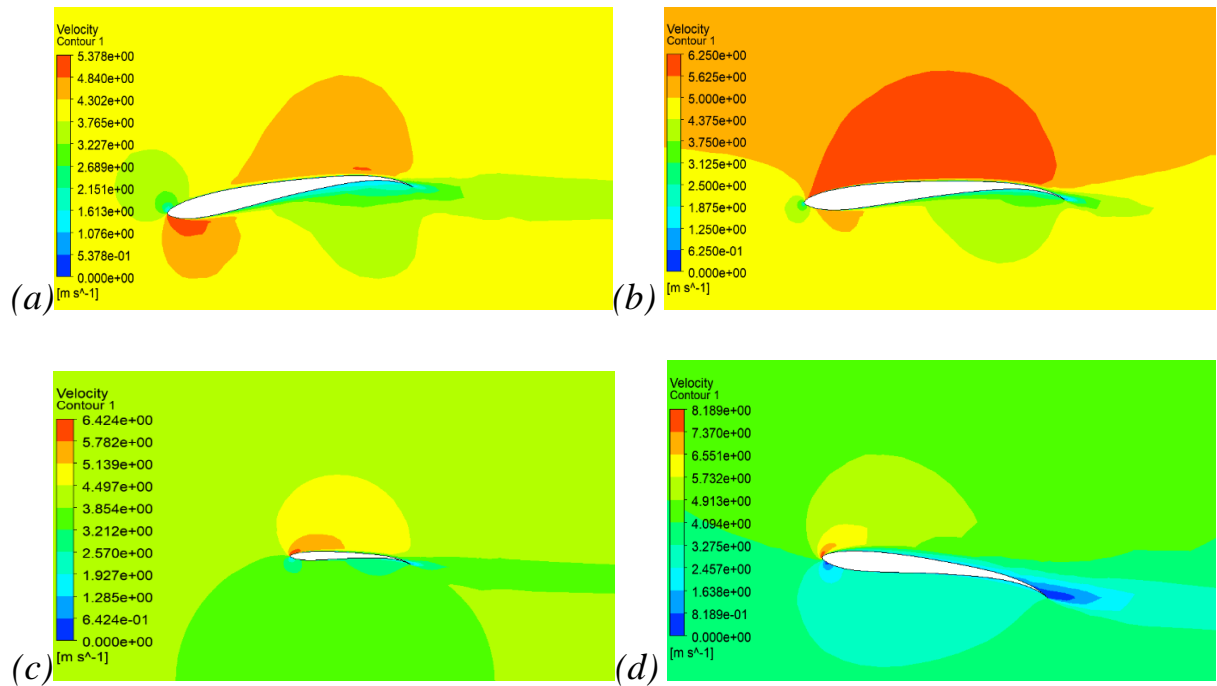 Velocity
Contour 1
5.378e+00
4.840e+00
4.302e+00
3.765e+00
3.227e+00
2.689e+00
2.151e+00
1.613e+00
1.076e+00
5.378e-01
0.000e+00
[m s^-1]
(a)
Velocity
Contour 1
6.250e+00
5.625e+00
5.000e+00
4.375e+00
3.750e+00
3.125e+00
2.500e+00
1.875e+00
1.250e+00
6.250e-01
0.000e+00
[m s^-1]
(b)
Velocity
Contour 1
6.424e+00
5.782e+00
5.139e+00
4.497e+00
3.854e+00
3.212e+00
2.570e+00
1.927e+00
1.285e+00
6.424e-01
0.000e+00
[m s^-1]
(c)
Velocity
Contour 1
8.189e+00
7.370e+00
6.551e+00
5.732e+00
4.913e+00
4.094e+00
3.275e+00
2.457e+00
1.638e+00
8.189e-01
0.000e+00
[m s^-1]
(d)